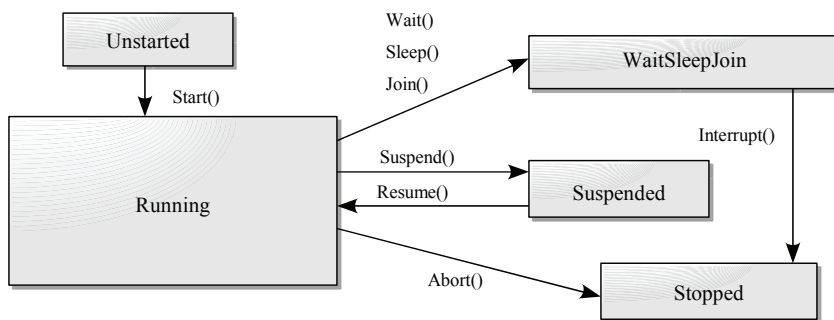 Unstarted
Start()
Wait()
Sleep()
Join()
WaitSleepJoin
Interrupt()
Suspend()
Resume()
Suspended
Running
Abort()
Stopped